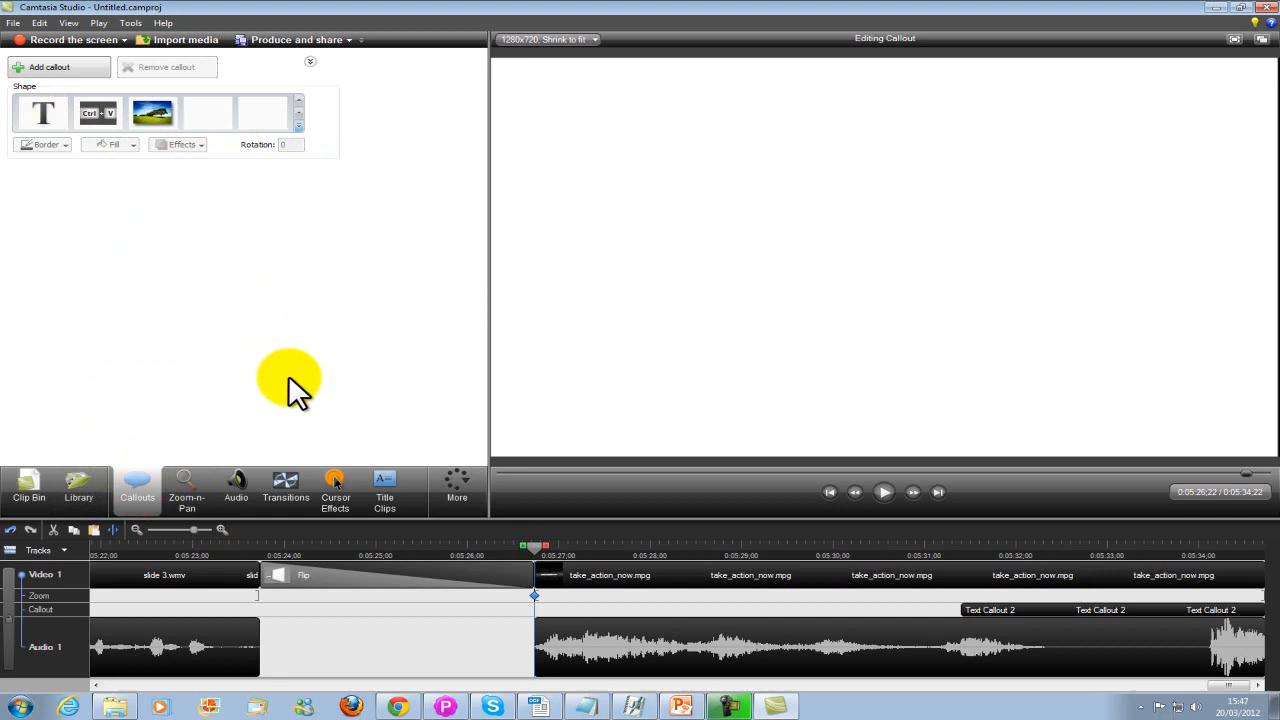 Camtasia Studio - Untitled.camproj
File Edit View Play Tools Help
Record the screen Import media Produce and share 1280x720, Shrink to fit Editing Callout
Add callout Remove callout
Shape
T Ctrl + V
Border Fill Effects Rotation: 0
Clip Bin Library Callouts Zoom-n-Pan Audio Transitions Cursor Effects Title Clips More
0:05:26;22 / 0:05:34;22
Tracks 05:22;00 0:05:23;00 0:05:24;00 0:05:25;00 0:05:26;00 0:05:27;00 0:05:28;00 0:05:29;00 0:05:30;00 0:05:31;00 0:05:32;00 0:05:33;00 0:05:34;00
Video 1 slide 3.wmv slid Flip take_action_now.mpg take_action_now.mpg take_action_now.mpg take_action_now.mpg take_action_now.mpg
Zoom
Callout Text Callout 2 Text Callout 2 Text Callout 2
Audio 1
15:47
20/03/2012